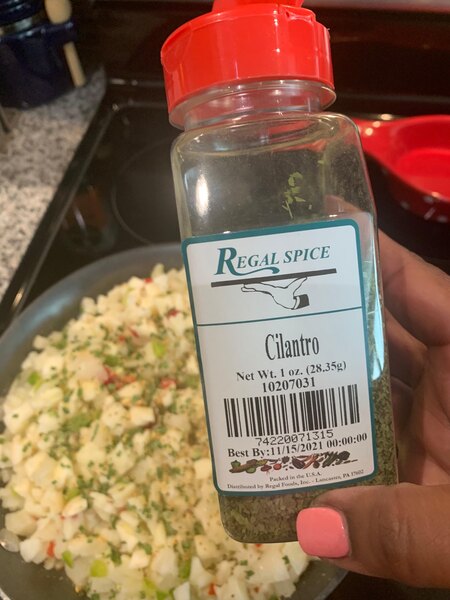 REGAL SPICE
Cilantro
Net Wt. 1 oz. (28.35g)
10207031
74220071315
Best By:11/15/2021 00:00:00
Packed in the U.S.A.
Distributed by Regal Foods, Inc. - Lancaster, PA 17602